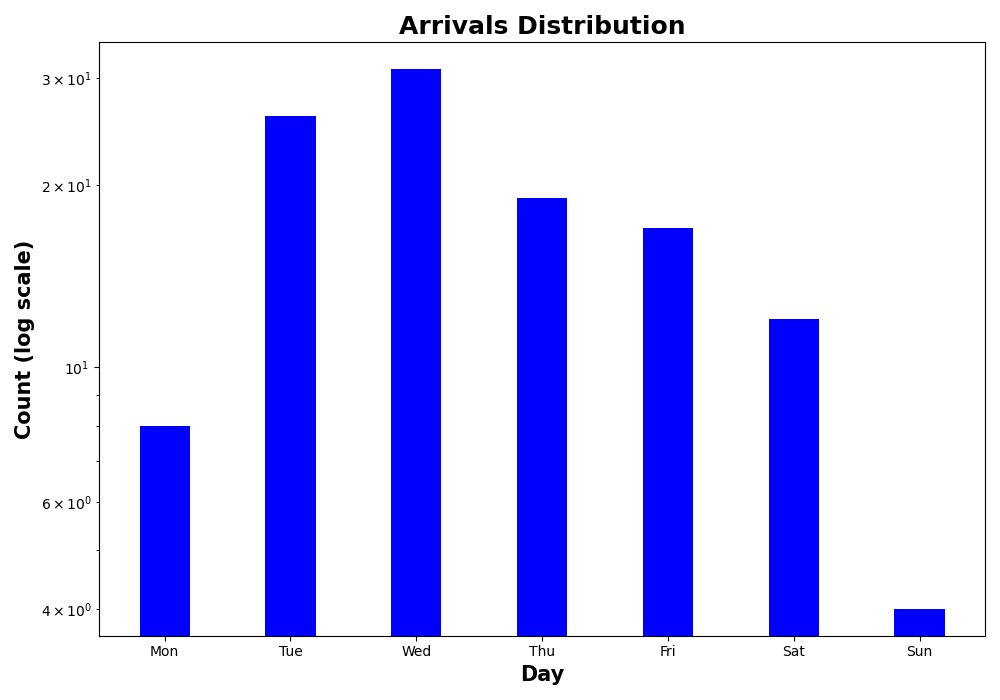 Arrivals Distribution
Count (log scale)
3 × 10¹
2 × 10¹
10¹
6 × 10⁰
4 × 10⁰
Mon Tue Wed Thu Fri Sat Sun
Day